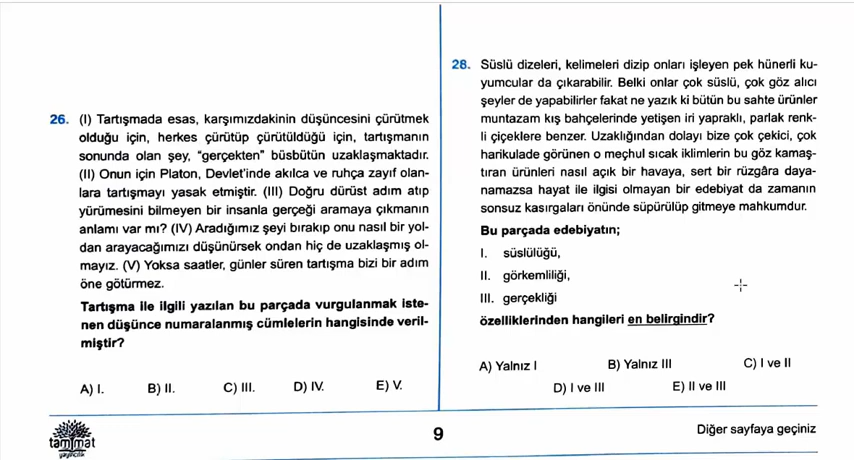 26. (I) Tartışmada esas, karşımızdakinin düşüncesini çürütmek
olduğu için, herkes çürütüp çürütüldüğü için, tartışmanın
sonunda olan şey, “gerçekten” büsbütün uzaklaşmaktadır.
(II) Onun için Platon, Devlet’inde akılca ve ruhça zayıf olan-
lara tartışmayı yasak etmiştir. (III) Doğru dürüst adım atıp
yürümesini bilmeyen bir insanla gerçeği aramaya çıkmanın
anlamı var mı? (IV) Aradığımız şeyi bırakıp onu nasıl bir yol-
dan arayacağımızı düşünürsek ondan hiç de uzaklaşmış ol-
mayız. (V) Yoksa saatler, günler süren tartışma bizi bir adım
öne götürmez.
Tartışma ile ilgili yazılan bu parçada vurgulanmak iste-
nen düşünce numaralanmış cümlelerin hangisinde veril-
miştir?
A) I. B) II. C) III. D) IV. E) V.
28. Süslü dizeleri, kelimeleri dizip onları işleyen pek hünerli ku-
yumcular da çıkarabilir. Belki onlar çok süslü, çok göz alıcı
şeyler de yapabilirler fakat ne yazık ki bütün bu sahte ürünler
muntazam kış bahçelerinde yetişen iri yapraklı, parlak renk-
li çiçeklere benzer. Uzaklığından dolayı bize çok çekici, çok
harikulade görünen o meçhul sıcak iklimlerin bu göz kamaş-
tıran ürünleri nasıl açık bir havaya, sert bir rüzgâra daya-
namazsa hayat ile ilgisi olmayan bir edebiyat da zamanın
sonsuz kasırgaları önünde süpürülüp gitmeye mahkumdur.
Bu parçada edebiyatın;
I. süslülüğü,
II. görkemliliği,
III. gerçekliği
özelliklerinden hangileri en belirgindir?
A) Yalnız I B) Yalnız III C) I ve II
D) I ve III E) II ve III
tammat
yayıncılık
9
Diğer sayfaya geçiniz